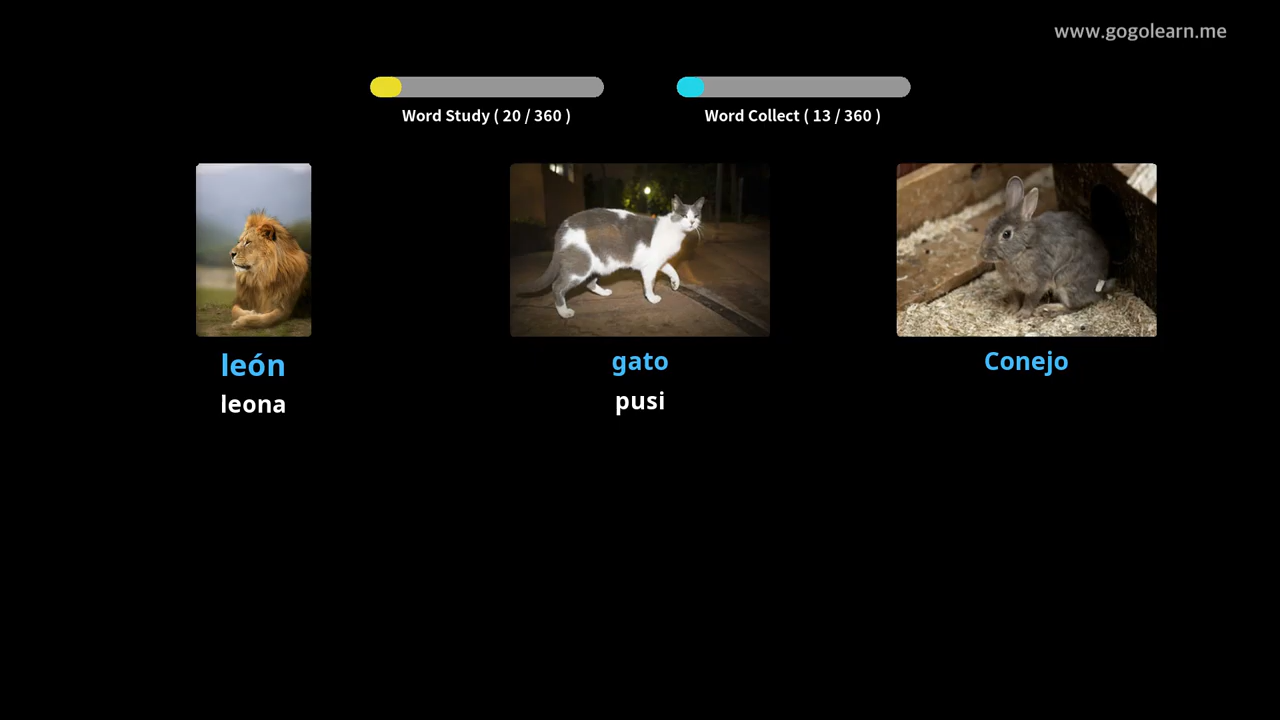 www.gogolearn.me
Word Study ( 20 / 360 )
Word Collect ( 13 / 360 )
león
gato
Conejo
leona
pusi